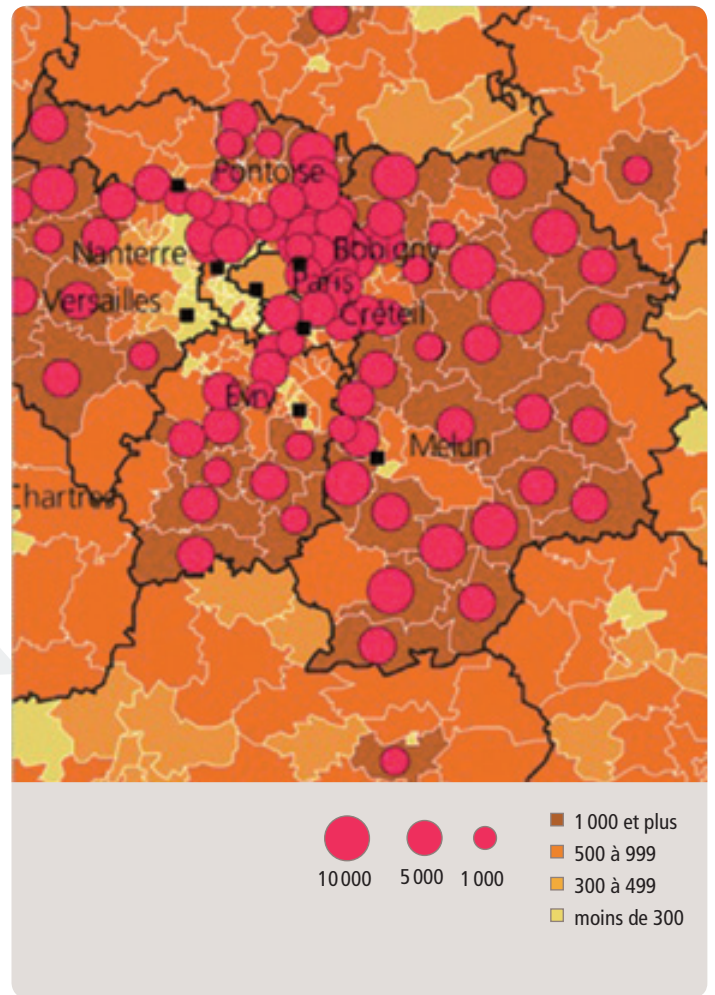 Pontoise
Nanterre
Bobigny
Paris
Versailles
Créteil
Evry
Melun
Chartres
10 000
5 000
1 000
1 000 et plus
500 à 999
300 à 499
moins de 300